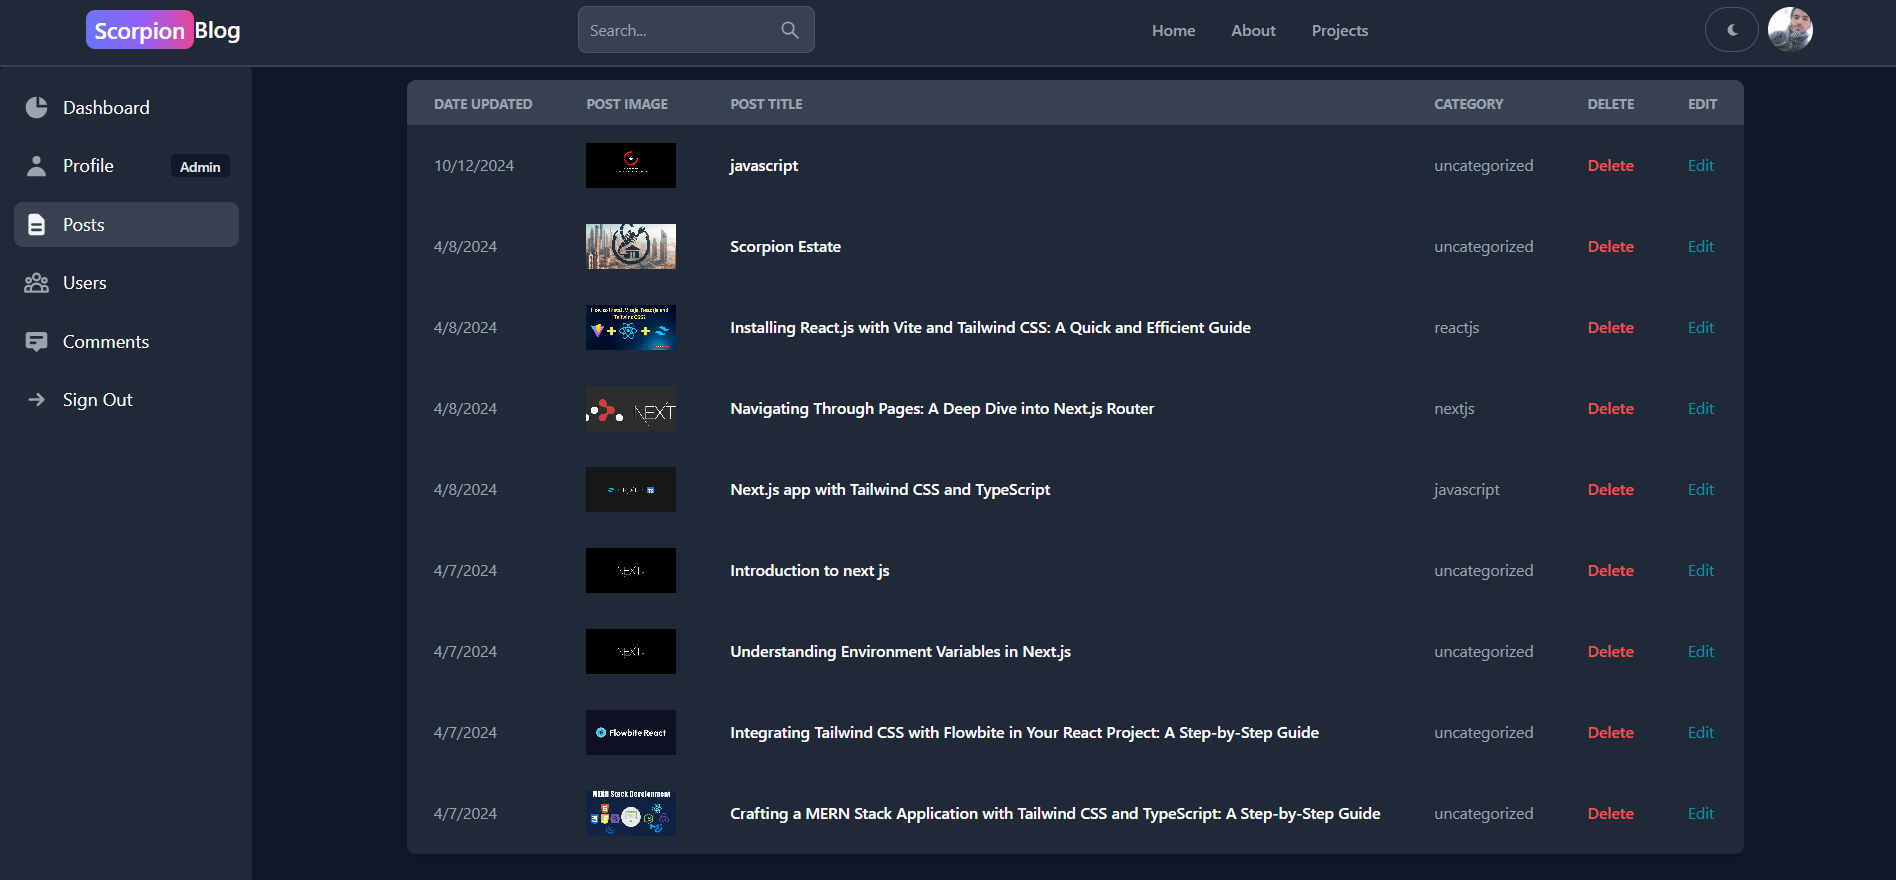 Scorpion Blog
Search...
Home About Projects
Dashboard
Profile Admin
Posts
Users
Comments
Sign Out
DATE UPDATED POST IMAGE POST TITLE CATEGORY DELETE EDIT
10/12/2024 javascript uncategorized Delete Edit
4/8/2024 Scorpion Estate uncategorized Delete Edit
4/8/2024 Installing React.js with Vite and Tailwind CSS: A Quick and Efficient Guide reactjs Delete Edit
4/8/2024 NEXT Navigating Through Pages: A Deep Dive into Next.js Router nextjs Delete Edit
4/8/2024 Next.js app with Tailwind CSS and TypeScript javascript Delete Edit
4/7/2024 NEXT Introduction to next js uncategorized Delete Edit
4/7/2024 NEXT Understanding Environment Variables in Next.js uncategorized Delete Edit
4/7/2024 Flowbite React Integrating Tailwind CSS with Flowbite in Your React Project: A Step-by-Step Guide uncategorized Delete Edit
MERN Stack Development
4/7/2024 Crafting a MERN Stack Application with Tailwind CSS and TypeScript: A Step-by-Step Guide uncategorized Delete Edit